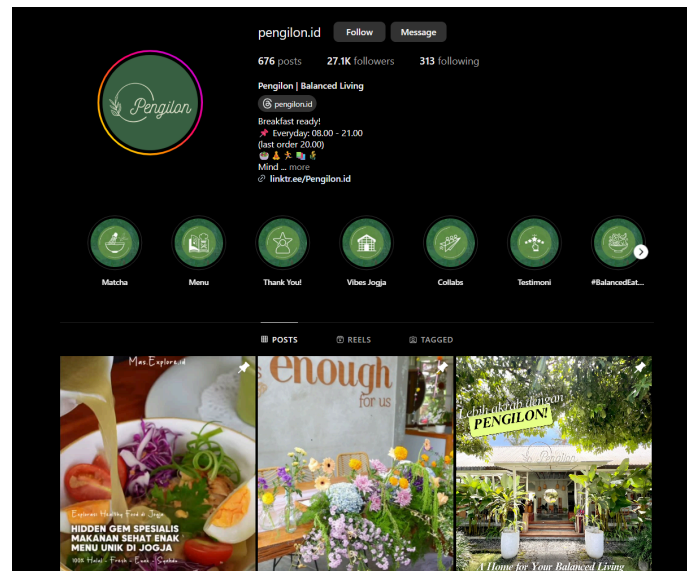 pengilon.id Follow Message
676 posts 27.1K followers 313 following
Pengilon | Balanced Living
pengilon.id
Breakfast ready!
📌 Everyday: 08.00 - 21.00
(last order 20.00)
Mind ... more
linktr.ee/Pengilon.id
Pengilon
Matcha Menu Thank You! Vibes Jogja Collabs Testimoni #BalancedEat...
POSTS REELS TAGGED
Mas.Explore.id
Explorasi Healthy Food di Jogja
HIDDEN GEM SPESIALIS
MAKANAN SEHAT ENAK
MENU UNIK DI JOGJA
100% Halal - Fresh - Enak - Syahdu
enough
for us
Lebih akrab dengan
PENGILON!
Pengilon
A Home for Your Balanced Living